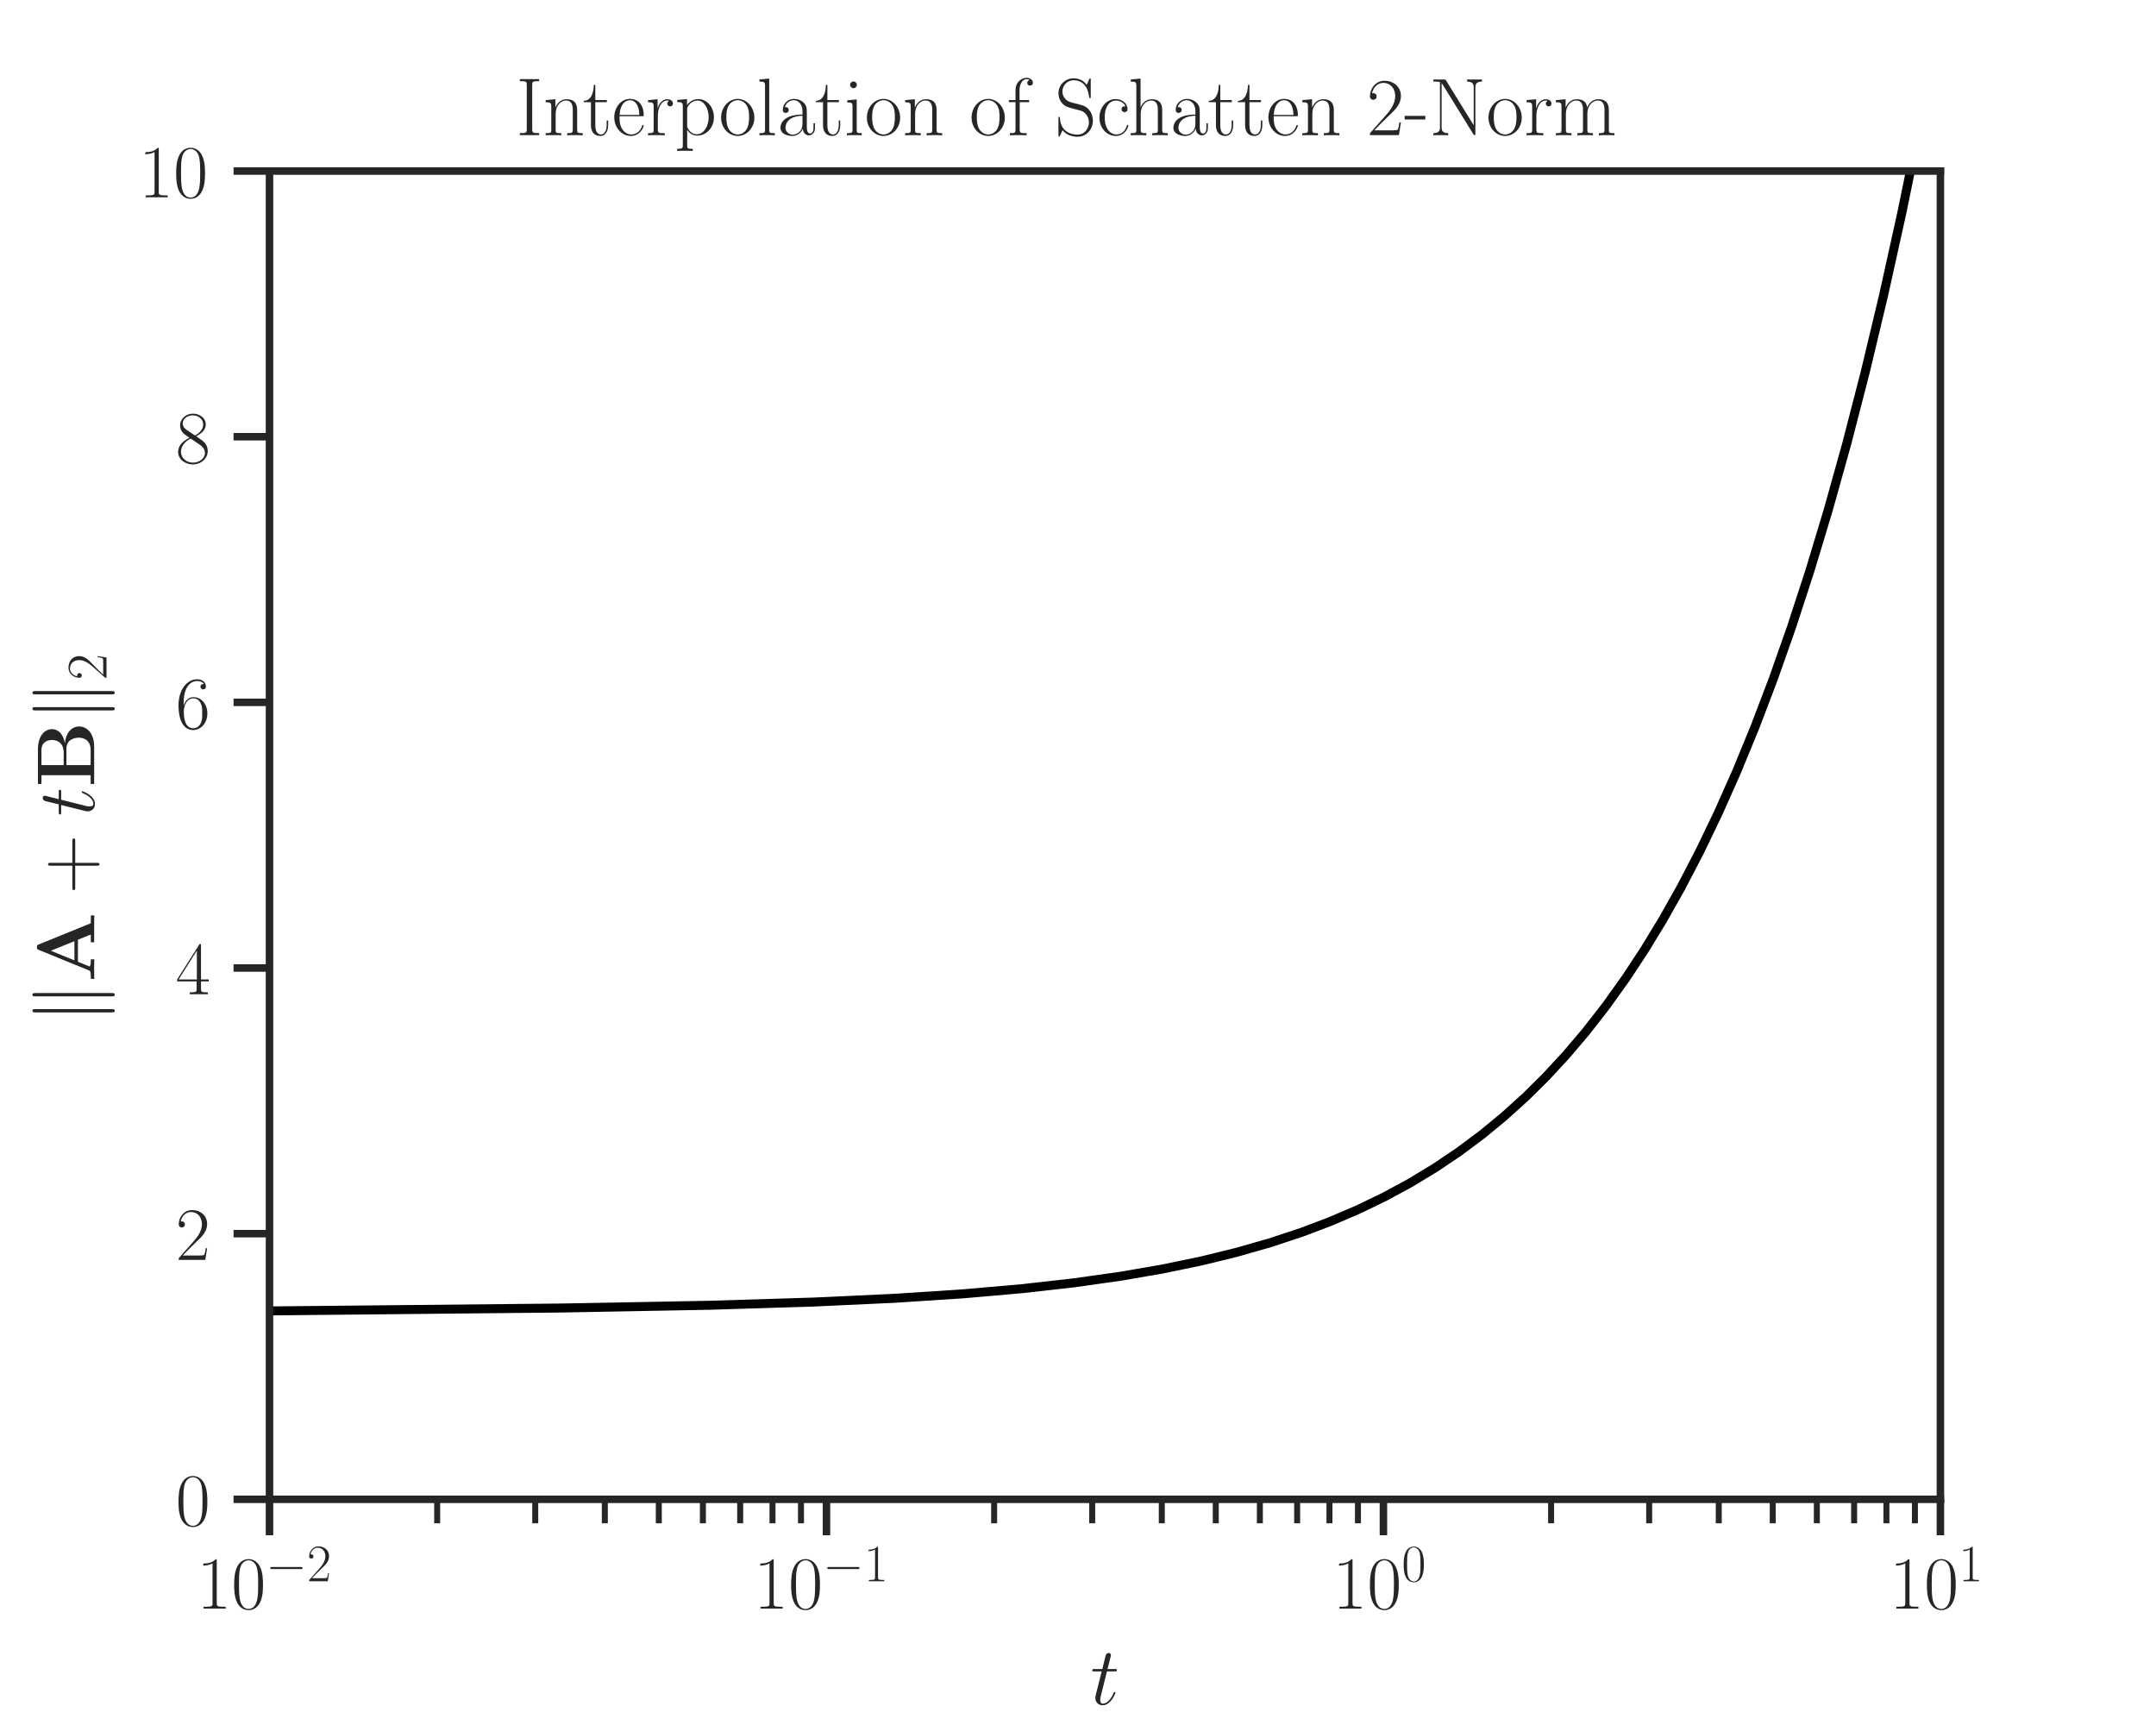 Interpolation of Schatten 2-Norm
10
8
6
4
2
0
‖𝐀 + t𝐁‖₂
10⁻² 10⁻¹ 10⁰ 10¹
t